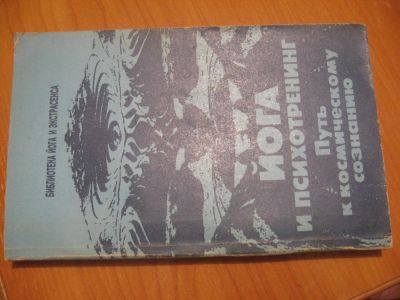 БИБЛИОТЕКА ЙОГА И ЭКСТРАСЕНСА
ЙОГА
И ПСИХОТРЕНИНГ
Путь
к космическому
сознанию